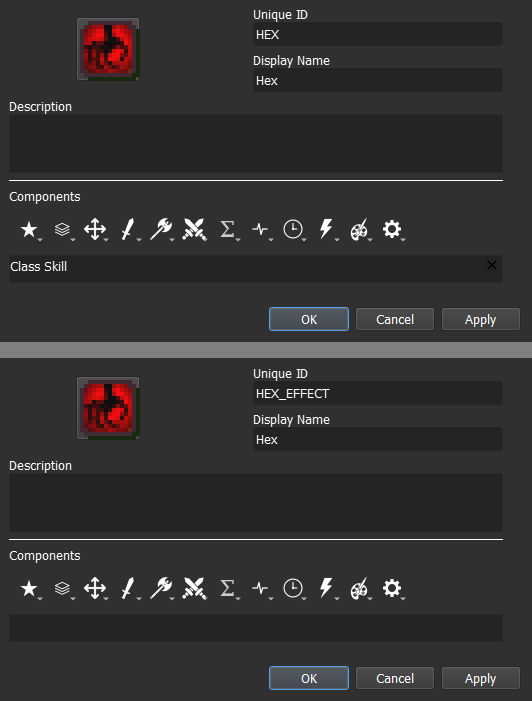 Unique ID
HEX
Display Name
Hex
Description
Components
Class Skill
OK Cancel Apply
Unique ID
HEX_EFFECT
Display Name
Hex
Description
Components
OK Cancel Apply